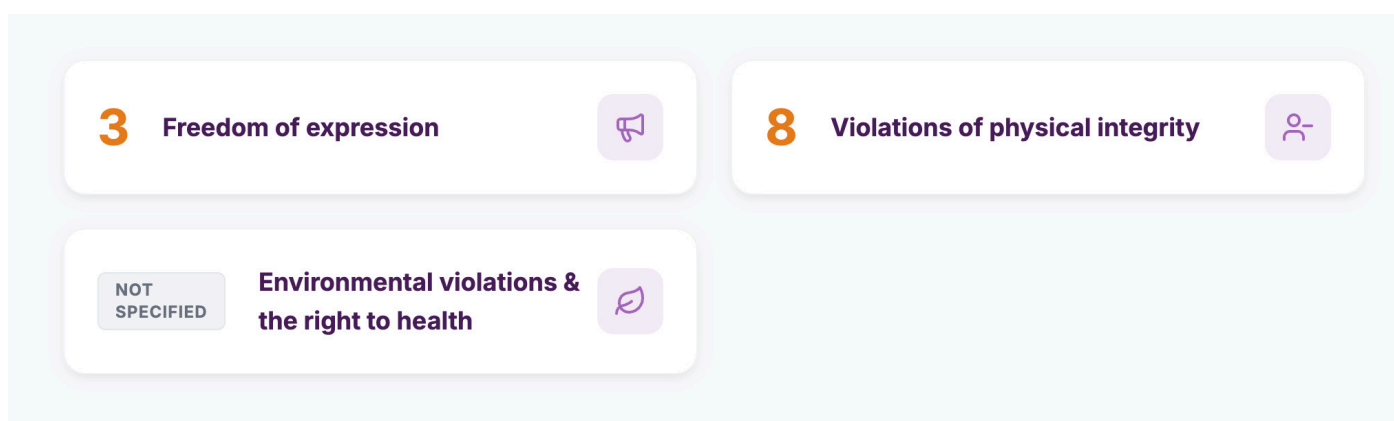 3 Freedom of expression
8 Violations of physical integrity
NOT
SPECIFIED
Environmental violations &
the right to health